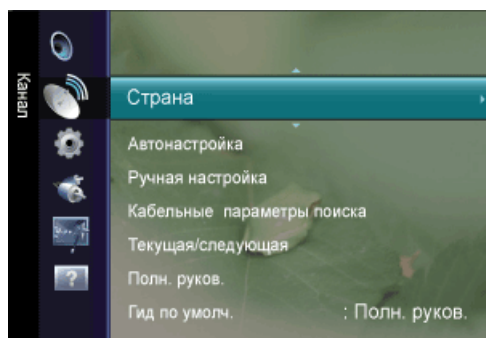 Канал
Страна
Автонастройка
Ручная настройка
Кабельные параметры поиска
Текущая/следующая
Полн. руков.
Гид по умолч. : Полн. руков.
?